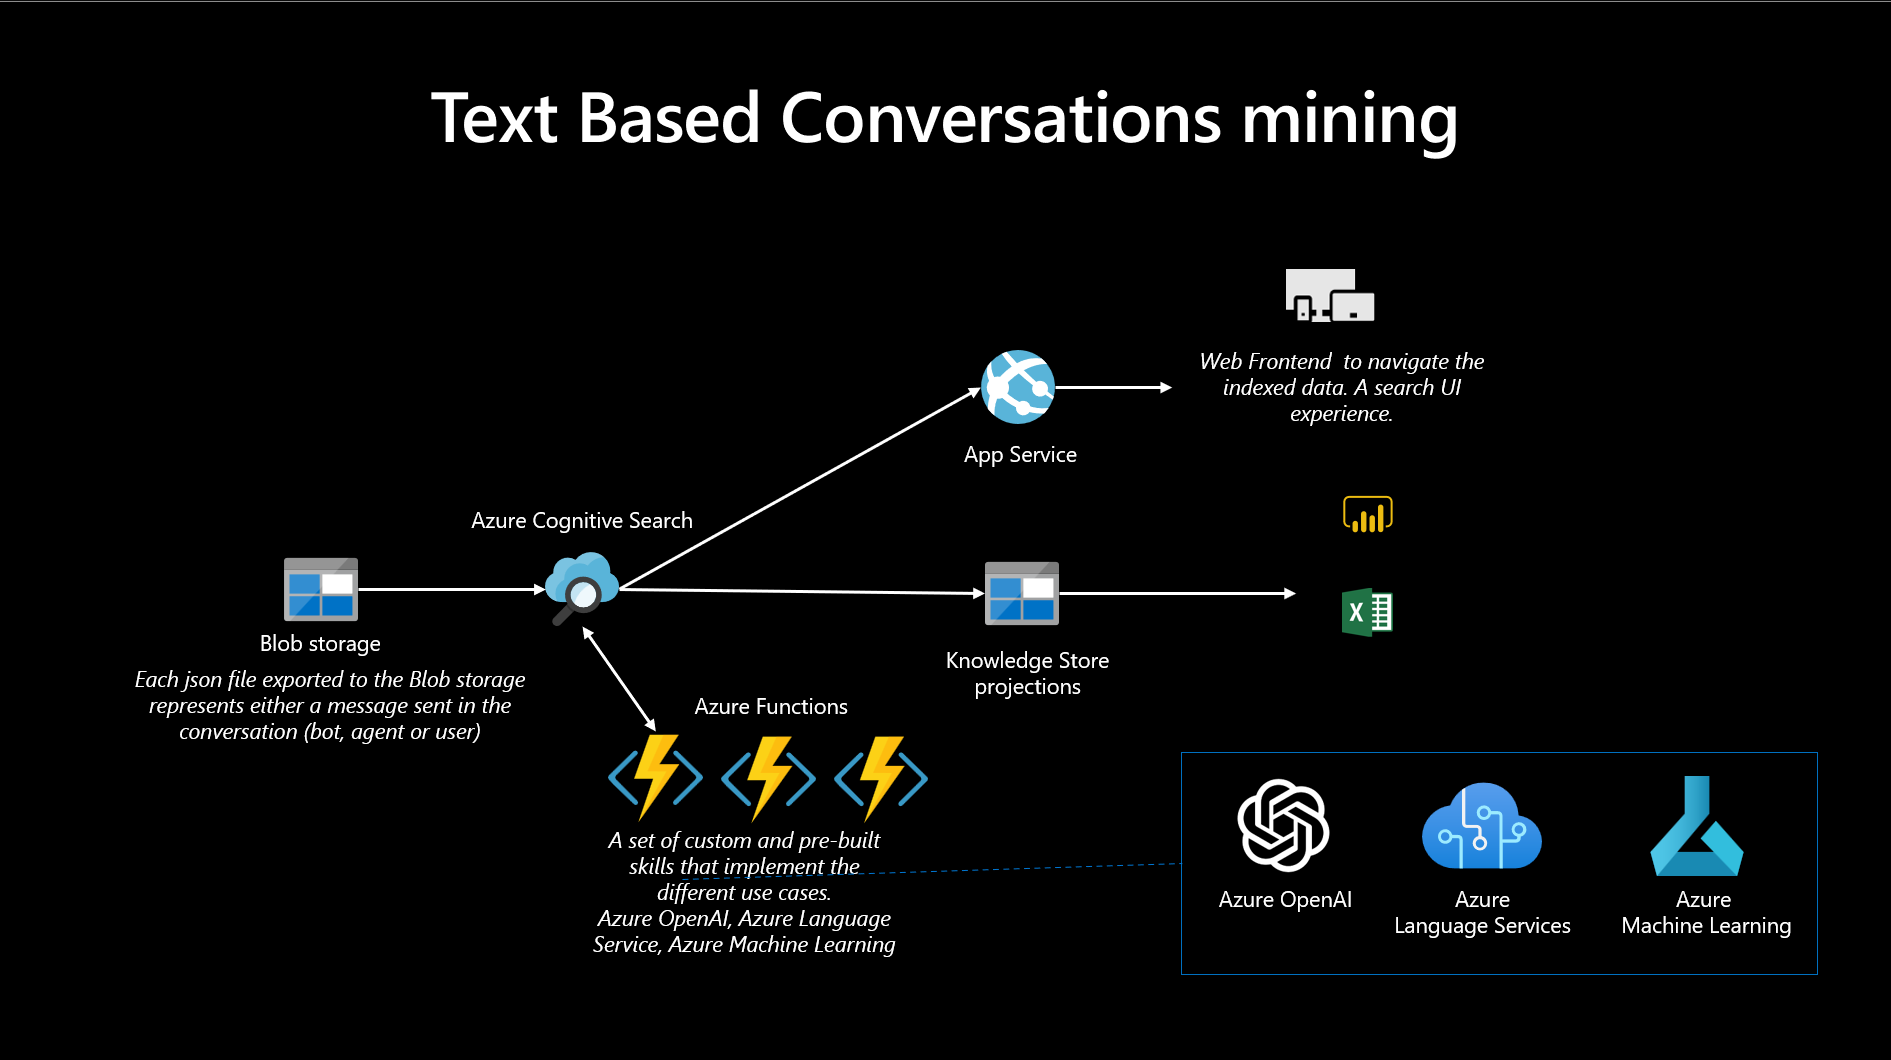 Text Based Conversations mining
Web Frontend  to navigate the
indexed data. A search UI
experience.
App Service
Azure Cognitive Search
Blob storage
Each json file exported to the Blob storage
represents either a message sent in the
conversation (bot, agent or user)
X
Knowledge Store
projections
Azure Functions
A set of custom and pre-built
skills that implement the
different use cases.
Azure OpenAI, Azure Language
Service, Azure Machine Learning
Azure OpenAI
Azure
Language Services
Azure
Machine Learning